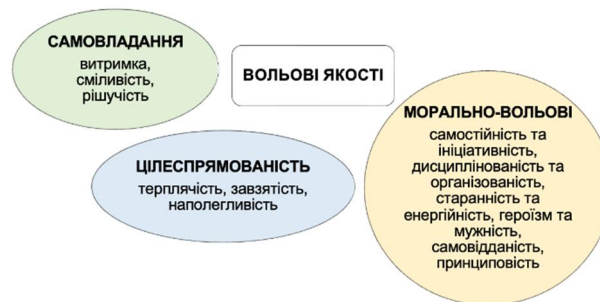 САМОВЛАДАННЯ
витримка,
сміливість,
рішучість
ВОЛЬОВІ ЯКОСТІ
ЦІЛЕСПРЯМОВАНІСТЬ
терплячість, завзятість,
наполегливість
МОРАЛЬНО-ВОЛЬОВІ
самостійність та
ініціативність,
дисциплінованість та
організованість,
старанність та
енергійність, героїзм та
мужність,
самовідданість,
принциповість